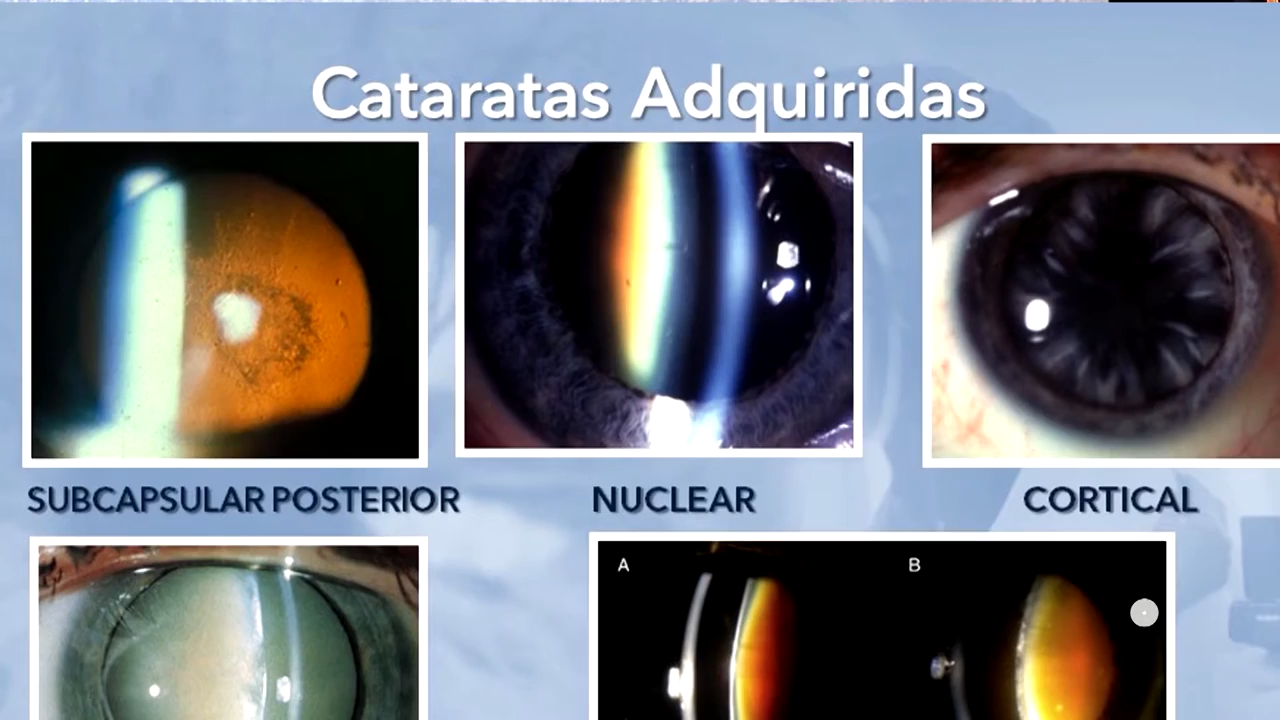 Cataratas Adquiridas
SUBCAPSULAR POSTERIOR
NUCLEAR
CORTICAL
A
B